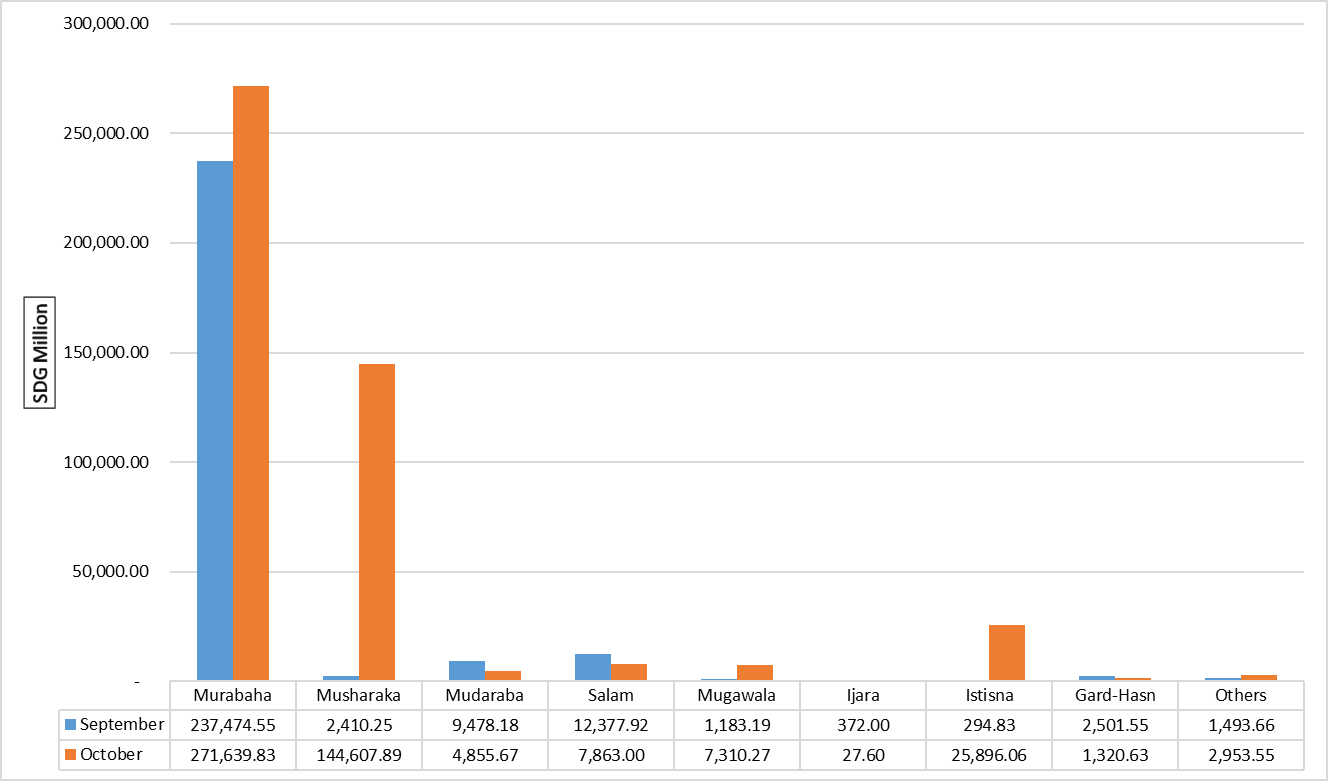 300,000.00
250,000.00
200,000.00
150,000.00
100,000.00
50,000.00
-
SDG Million
Murabaha Musharaka Mudaraba Salam Mugawala Ijara Istisna Gard-Hasn Others
September 237,474.55 2,410.25 9,478.18 12,377.92 1,183.19 372.00 294.83 2,501.55 1,493.66
October 271,639.83 144,607.89 4,855.67 7,863.00 7,310.27 27.60 25,896.06 1,320.63 2,953.55